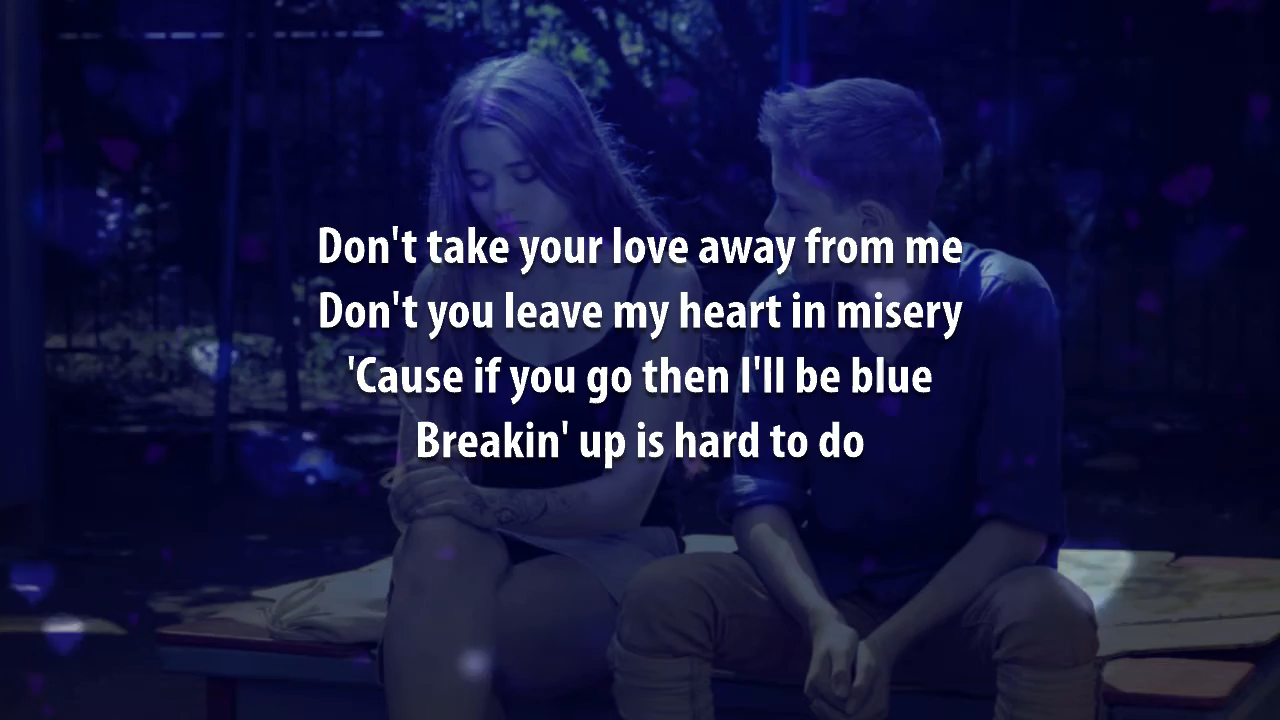 Don't take your love away from me
Don't you leave my heart in misery
'Cause if you go then I'll be blue
Breakin' up is hard to do